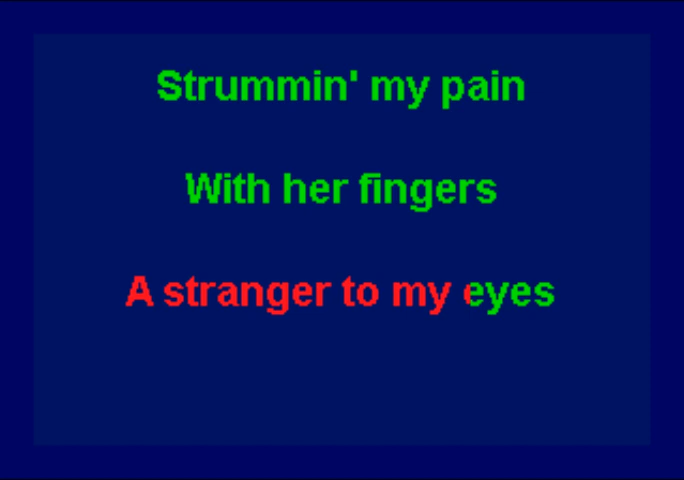 Strummin' my pain
With her fingers
A stranger to my eyes